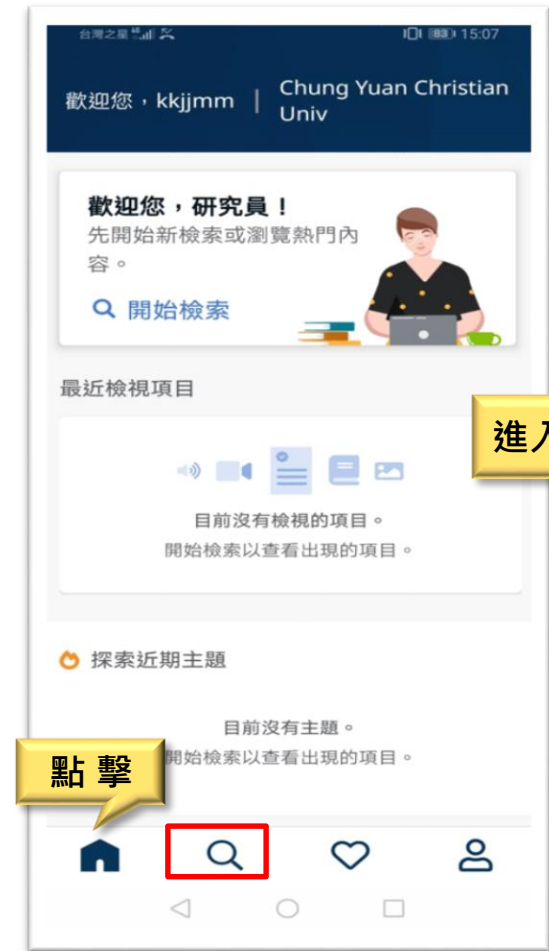 台灣之星 15:07
83
歡迎您，kkjjmm | Chung Yuan Christian
Univ
歡迎您，研究員！
先開始新檢索或瀏覽熱門內
容。
開始檢索
最近檢視項目
進入
目前沒有檢視的項目。
開始檢索以查看出現的項目。
探索近期主題
目前沒有主題。
開始檢索以查看出現的項目。
點擊